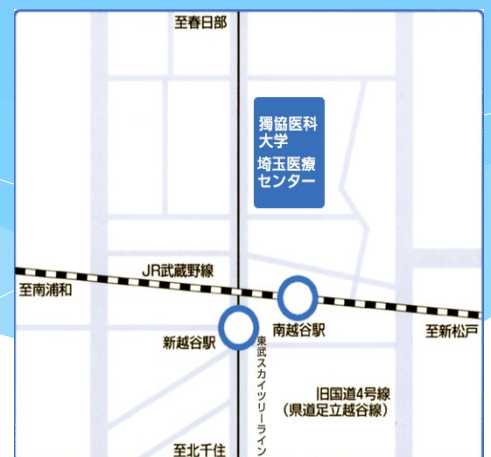 至春日部
獨協医科
大学
埼玉医療
センター
JR武蔵野線
至南浦和
南越谷駅
至新松戸
新越谷駅
東武スカイツリーライン
旧国道4号線
（県道足立越谷線）
至北千住